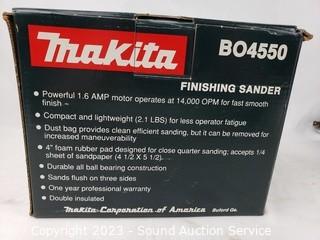 Makita
BO4550
FINISHING SANDER
• Powerful 1.6 AMP motor operates at 14,000 OPM for fast smooth
finish ~
• Compact and lightweight (2.1 LBS) for less operator fatigue
• Dust bag provides clean efficient sanding, but it can be removed for
increased maneuverability
• 4" foam rubber pad designed for close quarter sanding; accepts 1/4
sheet of sandpaper (4 1/2 X 5 1/2).
• Durable all ball bearing construction
• Sands flush on three sides
• One year professional warranty
• Double insulated
Makita Corporation of America Buford Ga.
Copyright 2023 - Bourne Auction Service